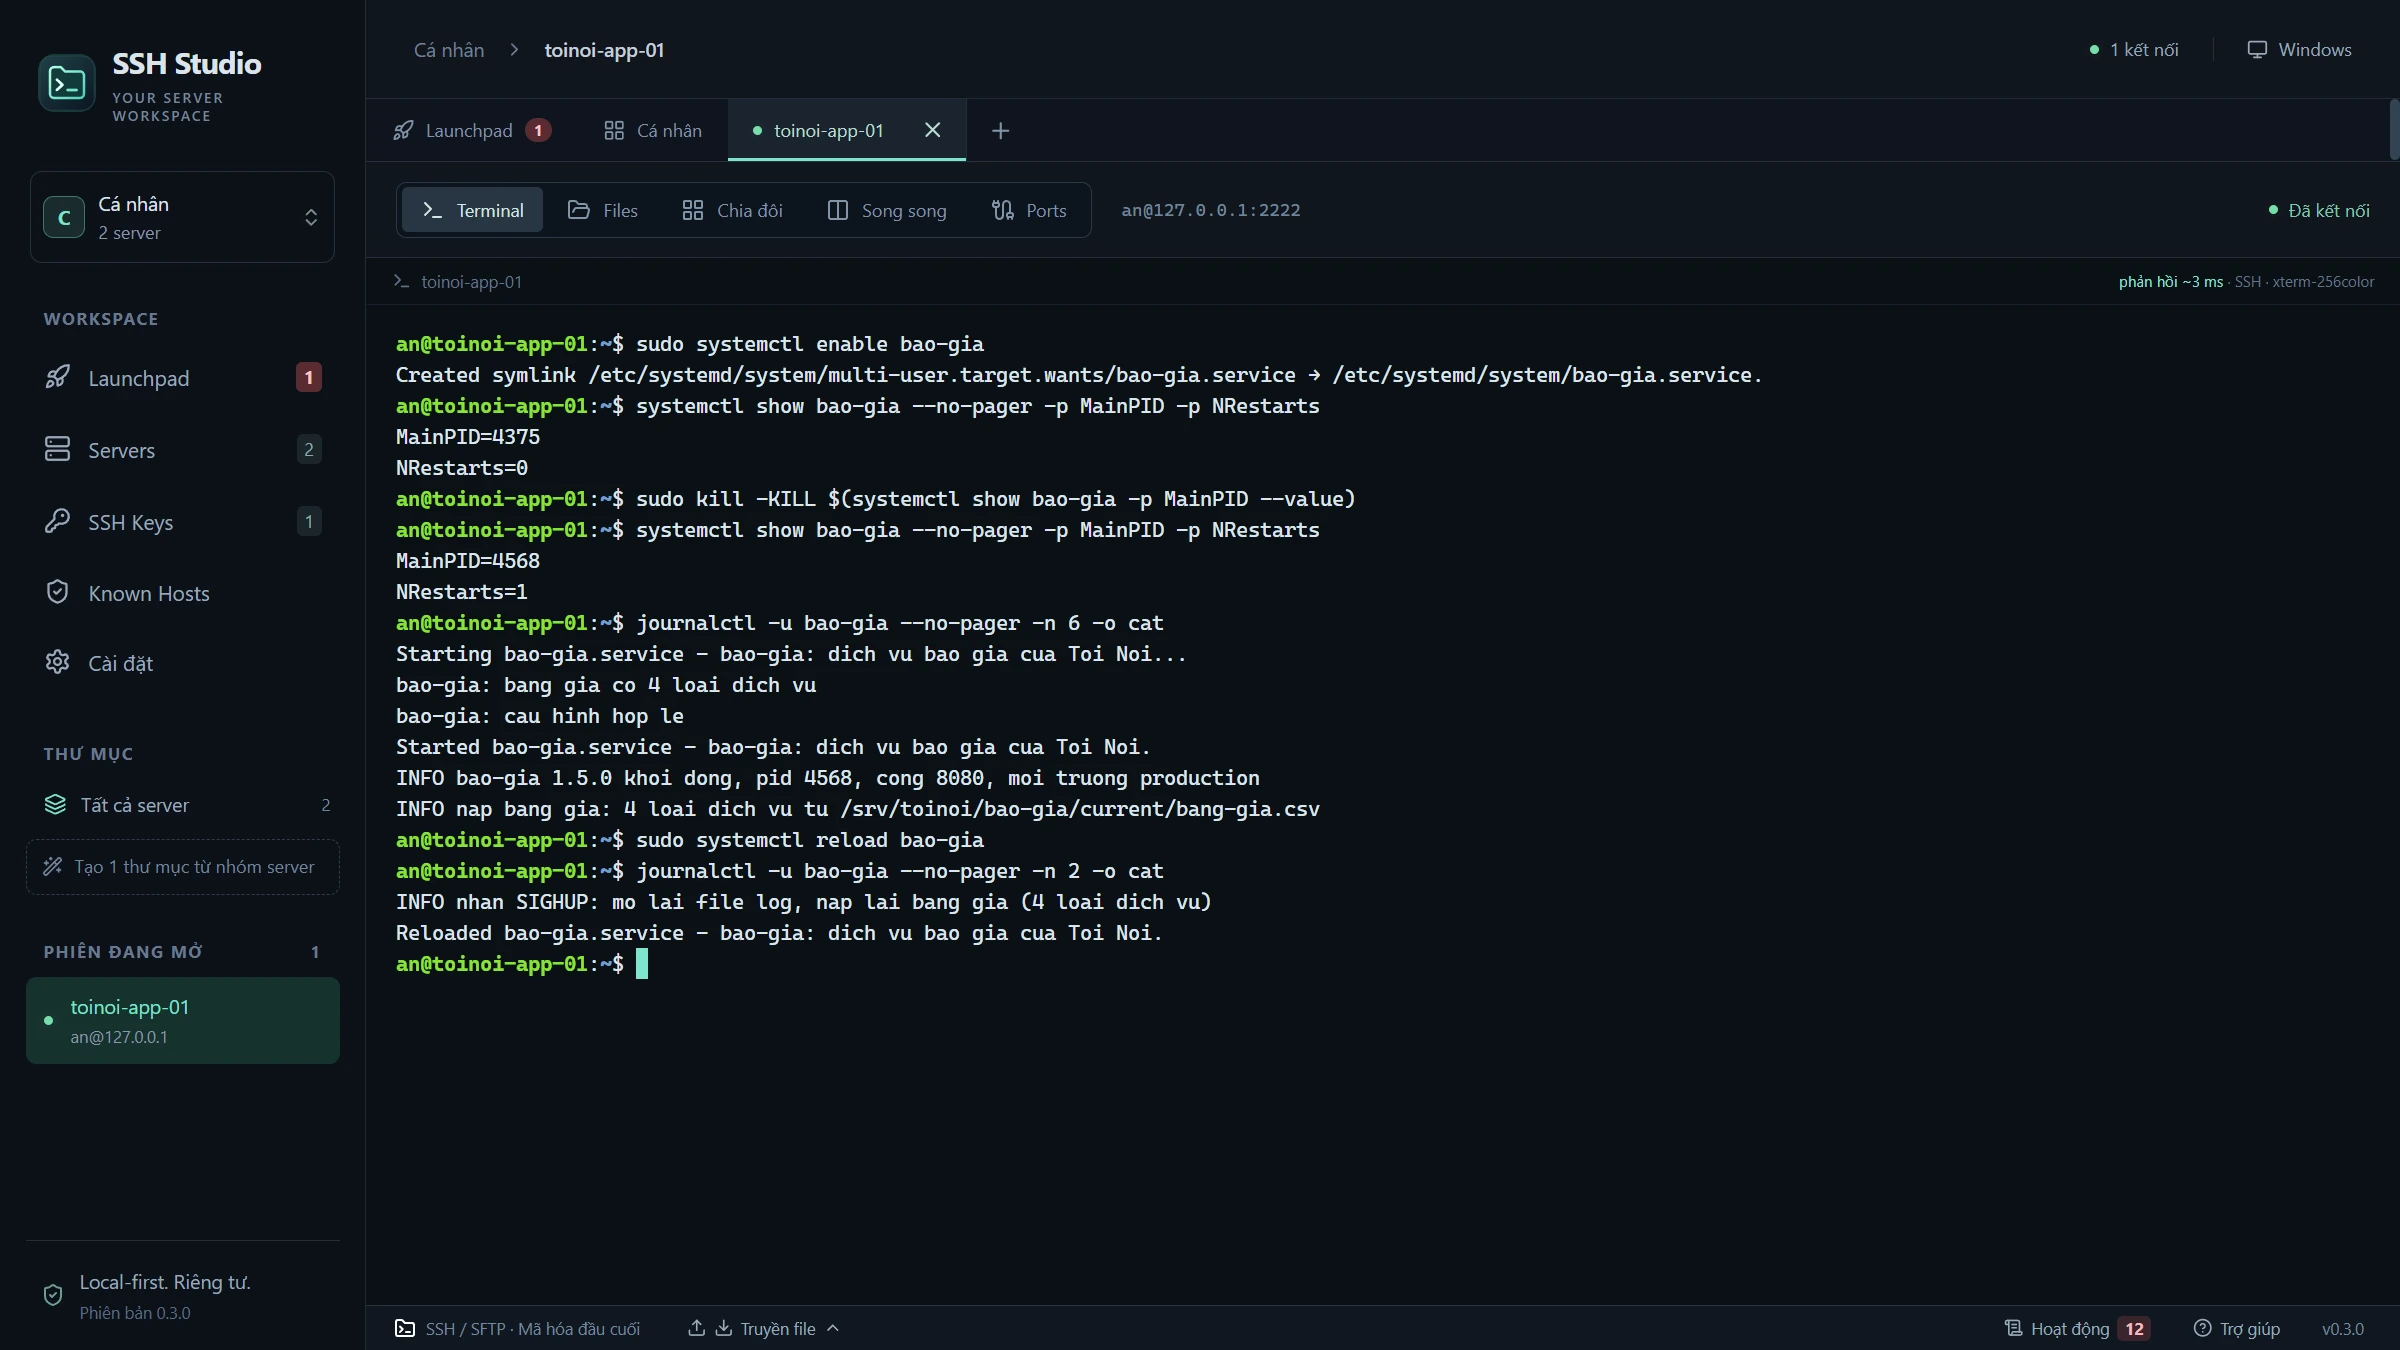 SSH Studio
YOUR SERVER
WORKSPACE
C
Cá nhân
2 server
WORKSPACE
Launchpad 1
Servers 2
SSH Keys 1
Known Hosts
Cài đặt
THƯ MỤC
Tất cả server 2
Tạo 1 thư mục từ nhóm server
PHIÊN ĐANG MỞ 1
toinoi-app-01
an@127.0.0.1
Local-first. Riêng tư.
Phiên bản 0.3.0
Cá nhân > toinoi-app-01
1 kết nối
Windows
Launchpad 1
Cá nhân
toinoi-app-01
Terminal
Files
Chia đôi
Song song
Ports
an@127.0.0.1:2222
Đã kết nối
toinoi-app-01
phản hồi ~3 ms · SSH · xterm-256color
an@toinoi-app-01:~$ sudo systemctl enable bao-gia
Created symlink /etc/systemd/system/multi-user.target.wants/bao-gia.service → /etc/systemd/system/bao-gia.service.
an@toinoi-app-01:~$ systemctl show bao-gia --no-pager -p MainPID -p NRestarts
MainPID=4375
NRestarts=0
an@toinoi-app-01:~$ sudo kill -KILL $(systemctl show bao-gia -p MainPID --value)
an@toinoi-app-01:~$ systemctl show bao-gia --no-pager -p MainPID -p NRestarts
MainPID=4568
NRestarts=1
an@toinoi-app-01:~$ journalctl -u bao-gia --no-pager -n 6 -o cat
Starting bao-gia.service - bao-gia: dich vu bao gia cua Toi Noi...
bao-gia: bang gia co 4 loai dich vu
bao-gia: cau hinh hop le
Started bao-gia.service - bao-gia: dich vu bao gia cua Toi Noi.
INFO bao-gia 1.5.0 khoi dong, pid 4568, cong 8080, moi truong production
INFO nap bang gia: 4 loai dich vu tu /srv/toinoi/bao-gia/current/bang-gia.csv
an@toinoi-app-01:~$ sudo systemctl reload bao-gia
an@toinoi-app-01:~$ journalctl -u bao-gia --no-pager -n 2 -o cat
INFO nhan SIGHUP: mo lai file log, nap lai bang gia (4 loai dich vu)
Reloaded bao-gia.service - bao-gia: dich vu bao gia cua Toi Noi.
an@toinoi-app-01:~$
SSH / SFTP · Mã hóa đầu cuối
Truyền file
Hoạt động 12
Trợ giúp
v0.3.0